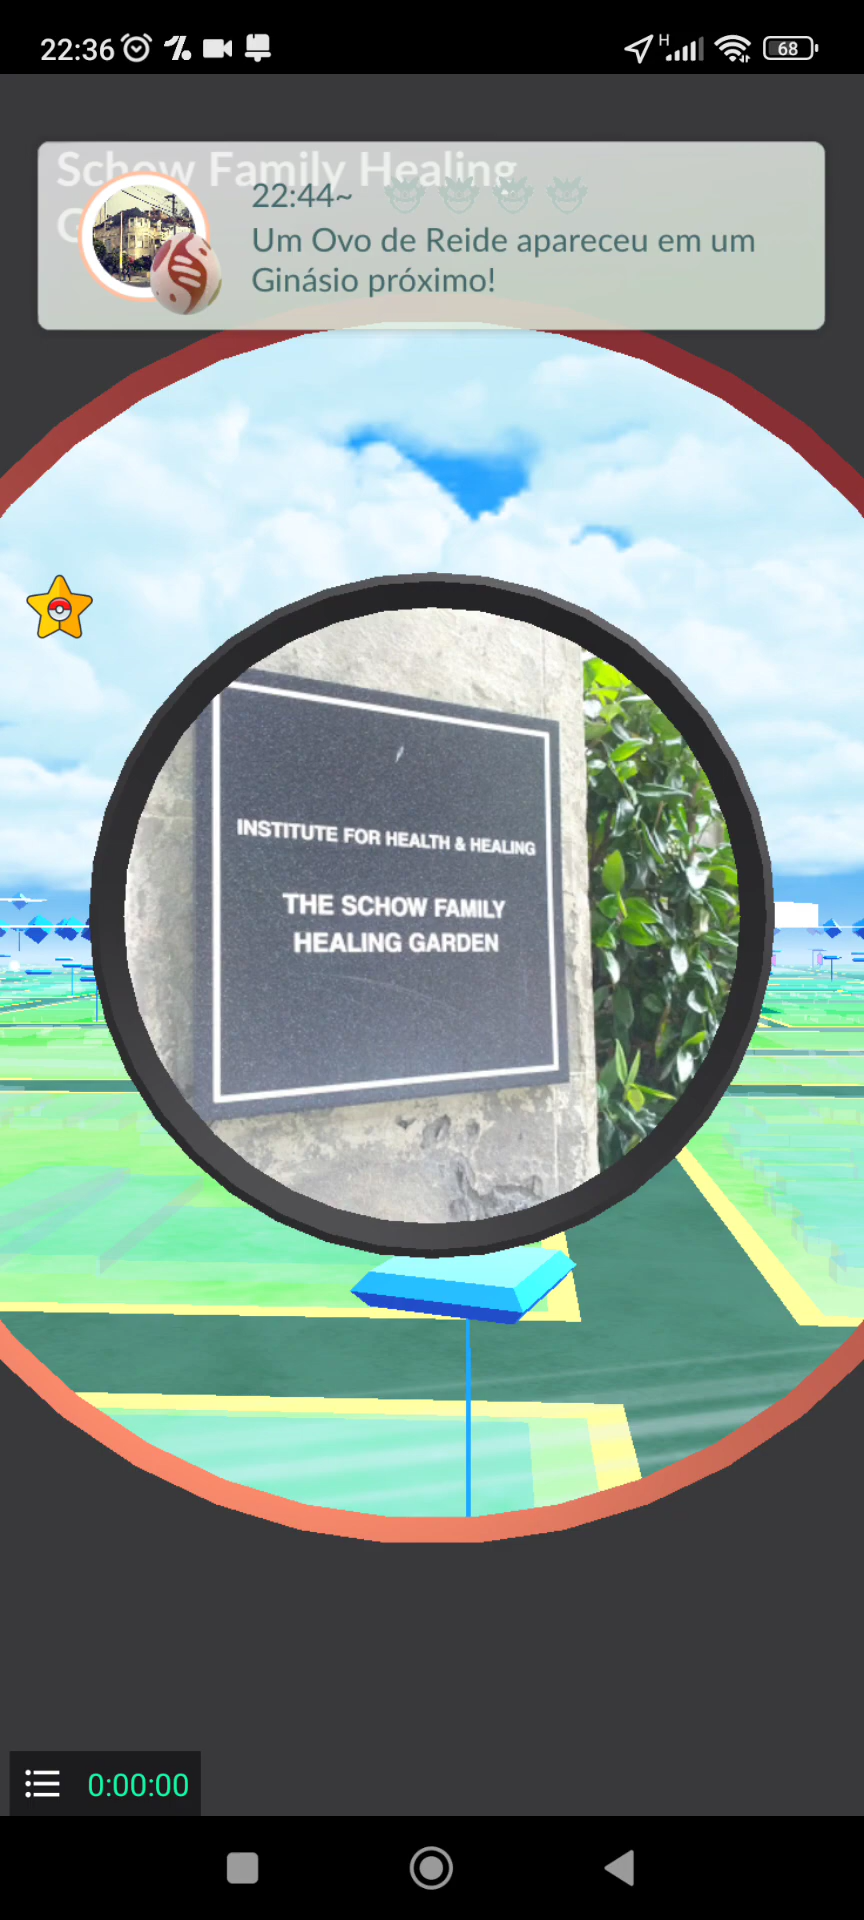 22:36
H
68
Schow Family Healing
G
22:44~
Um Ovo de Reide apareceu em um
Ginásio próximo!
INSTITUTE FOR HEALTH & HEALING
THE SCHOW FAMILY
HEALING GARDEN
0:00:00